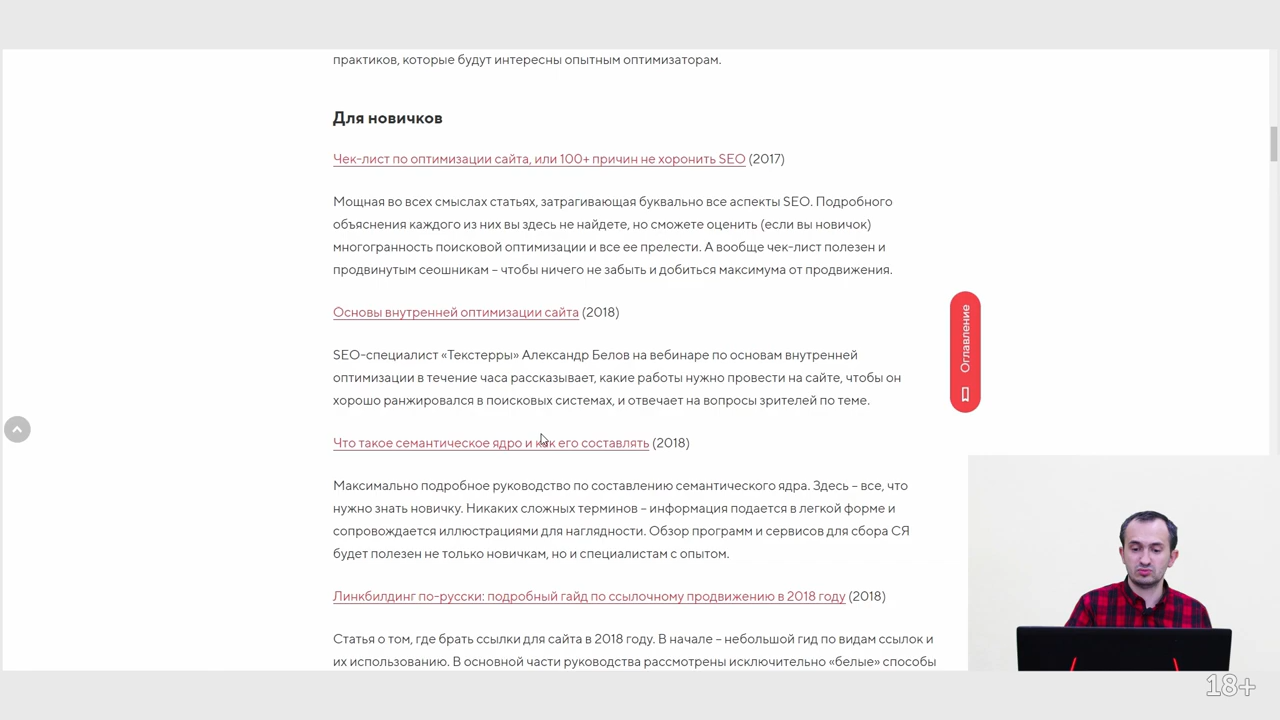 практиков, которые будут интересны опытным оптимизаторам.
Для новичков
Чек-лист по оптимизации сайта, или 100+ причин не хоронить SEO (2017)
Мощная во всех смыслах статьях, затрагивающая буквально все аспекты SEO. Подробного
объяснения каждого из них вы здесь не найдете, но сможете оценить (если вы новичок)
многогранность поисковой оптимизации и все ее прелести. А вообще чек-лист полезен и
продвинутым сеошникам – чтобы ничего не забыть и добиться максимума от продвижения.
Основы внутренней оптимизации сайта (2018)
SEO-специалист «Текстерры» Александр Белов на вебинаре по основам внутренней
оптимизации в течение часа рассказывает, какие работы нужно провести на сайте, чтобы он
хорошо ранжировался в поисковых системах, и отвечает на вопросы зрителей по теме.
Что такое семантическое ядро и как его составлять (2018)
Максимально подробное руководство по составлению семантического ядра. Здесь – все, что
нужно знать новичку. Никаких сложных терминов – информация подается в легкой форме и
сопровождается иллюстрациями для наглядности. Обзор программ и сервисов для сбора СЯ
будет полезен не только новичкам, но и специалистам с опытом.
Линкбилдинг по-русски: подробный гайд по ссылочному продвижению в 2018 году (2018)
Статья о том, где брать ссылки для сайта в 2018 году. В начале – небольшой гид по видам ссылок и
их использованию. В основной части руководства рассмотрены исключительно «белые» способы
Оглавление
18+